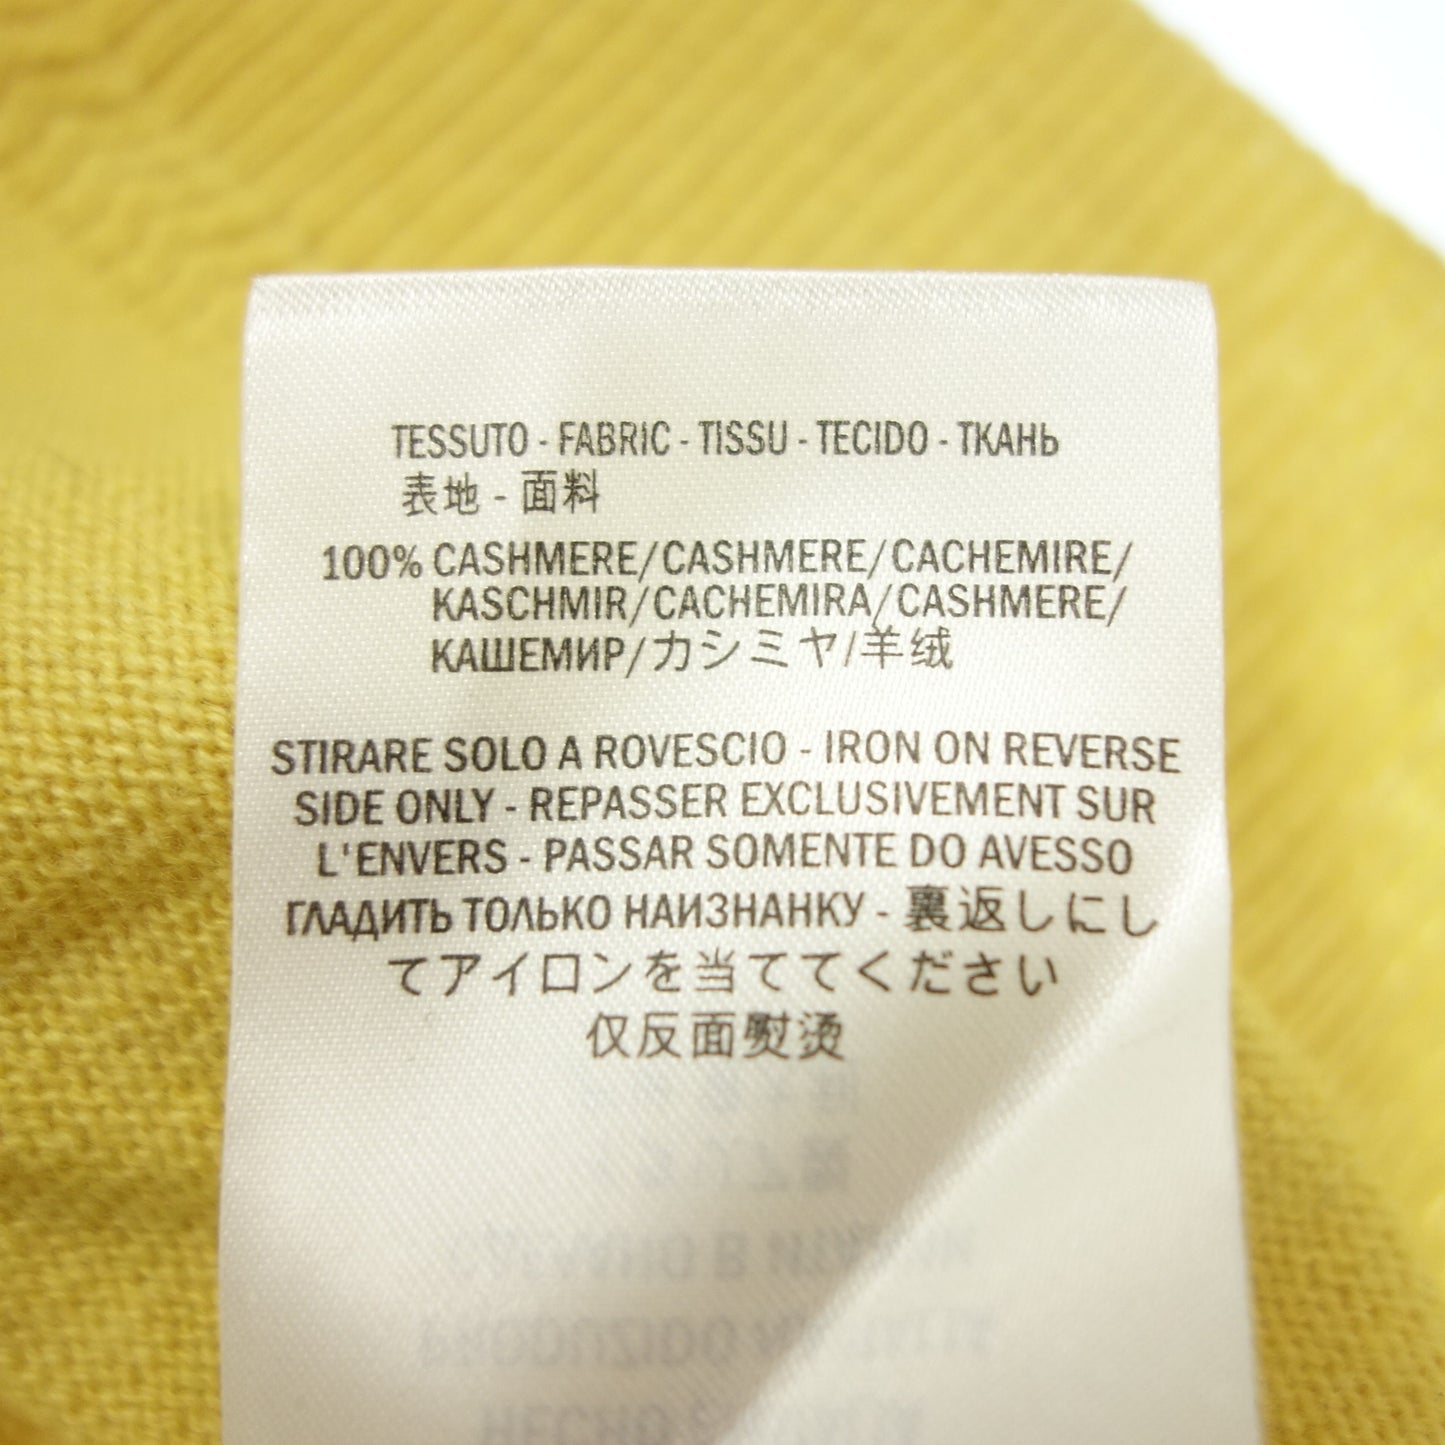 TESSUTO - FABRIC - TISSU - TECIDO - ТКАНЬ
表地 - 面料
100% CASHMERE/CASHMERE/CACHEMIRE/
KASCHMIR/CACHEMIRA/CASHMERE/
КАШЕМИР/カシミヤ/羊绒
STIRARE SOLO A ROVESCIO - IRON ON REVERSE
SIDE ONLY - REPASSER EXCLUSIVEMENT SUR
L'ENVERS - PASSAR SOMENTE DO AVESSO
ГЛАДИТЬ ТОЛЬКО НАИЗНАНКУ - 裏返しにし
てアイロンを当ててください
仅反面熨烫